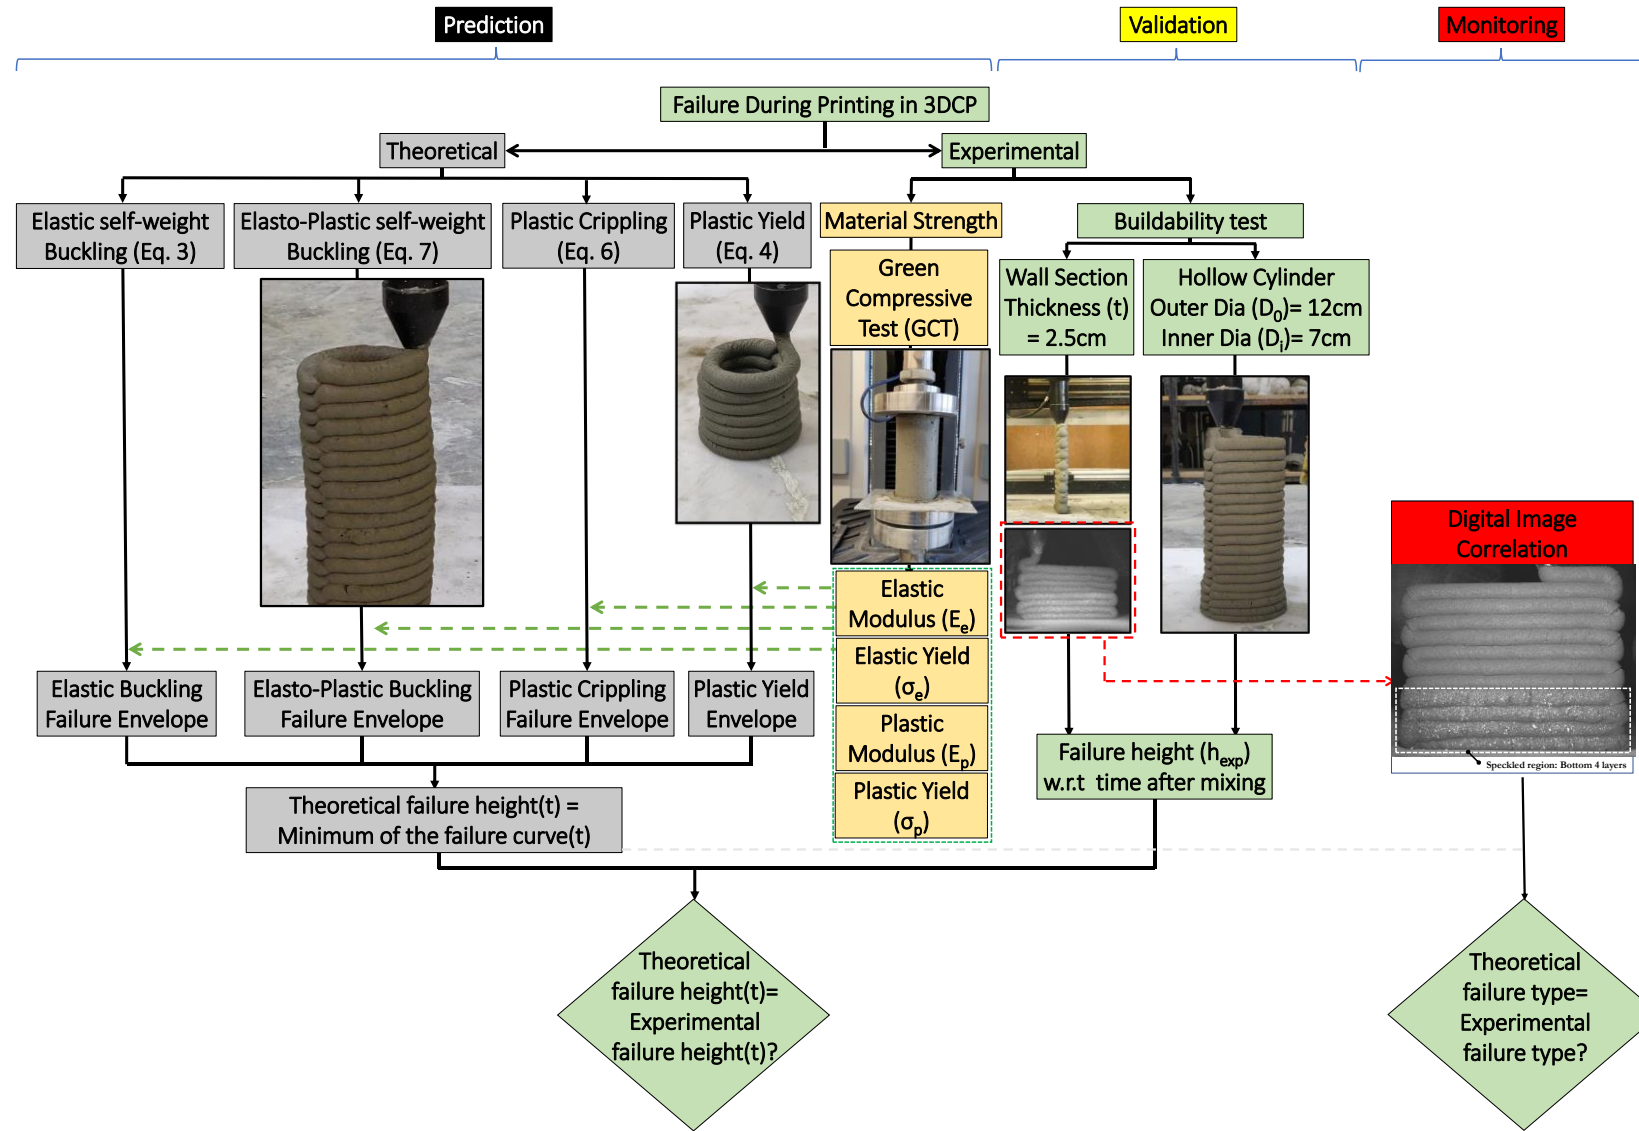 Prediction
Validation
Monitoring
Failure During Printing in 3DCP
Theoretical
Experimental
Elastic self-weight
Buckling (Eq. 3)
Elasto-Plastic self-weight
Buckling (Eq. 7)
Plastic Crippling
(Eq. 6)
Plastic Yield
(Eq. 4)
Material Strength
Buildability test
Green
Compressive
Test (GCT)
Wall Section
Thickness (t)
= 2.5cm
Hollow Cylinder
Outer Dia (D0)= 12cm
Inner Dia (Di)= 7cm
Digital Image
Correlation
Speckled region: Bottom 4 layers
Elastic
Modulus (Ee)
Elastic Yield
(σe)
Plastic
Modulus (Ep)
Plastic Yield
(σp)
Elastic Buckling
Failure Envelope
Elasto-Plastic Buckling
Failure Envelope
Plastic Crippling
Failure Envelope
Plastic Yield
Envelope
Failure height (hexp)
w.r.t time after mixing
Theoretical failure height(t) =
Minimum of the failure curve(t)
Theoretical
failure height(t)=
Experimental
failure height(t)?
Theoretical
failure type=
Experimental
failure type?